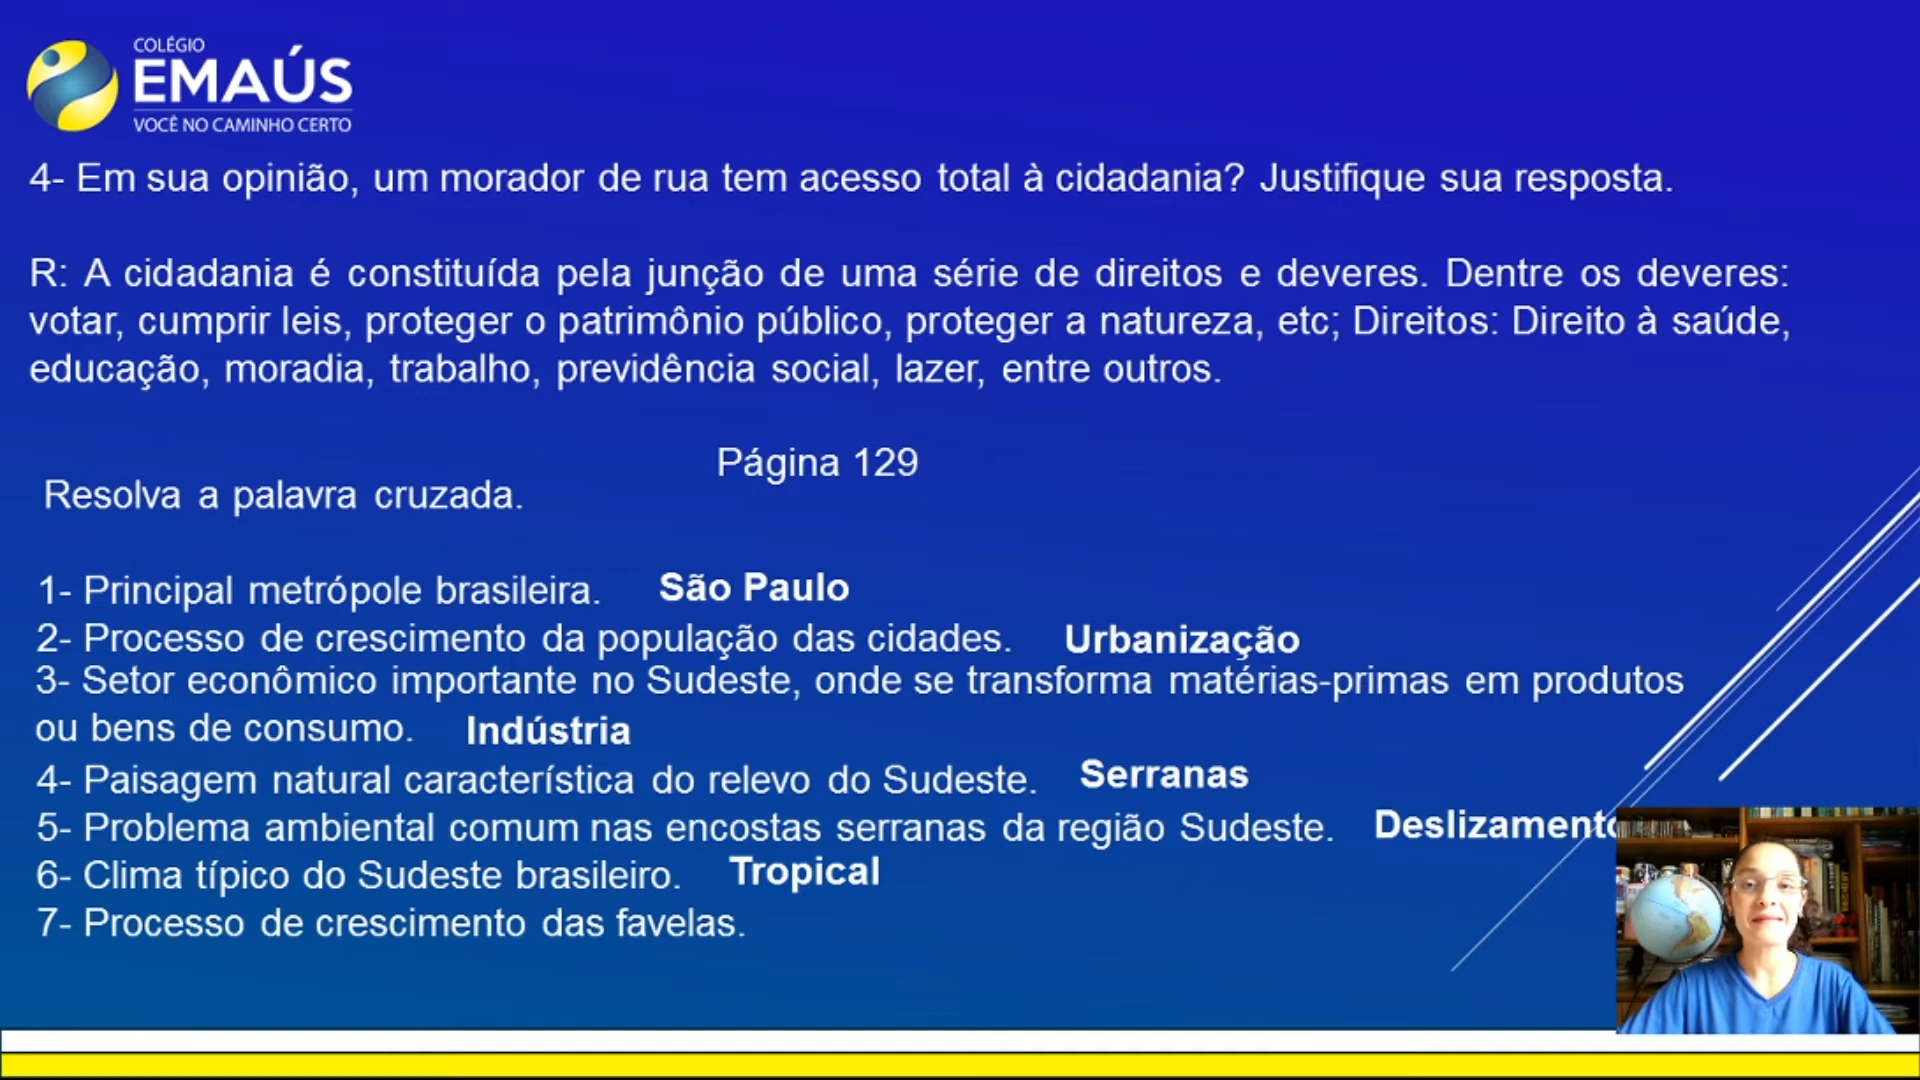 COLÉGIO
EMAÚS
VOCÊ NO CAMINHO CERTO
4- Em sua opinião, um morador de rua tem acesso total à cidadania? Justifique sua resposta.
R: A cidadania é constituída pela junção de uma série de direitos e deveres. Dentre os deveres:
votar, cumprir leis, proteger o patrimônio público, proteger a natureza, etc; Direitos: Direito à saúde,
educação, moradia, trabalho, previdência social, lazer, entre outros.
Página 129
Resolva a palavra cruzada.
1- Principal metrópole brasileira. São Paulo
2- Processo de crescimento da população das cidades. Urbanização
3- Setor econômico importante no Sudeste, onde se transforma matérias-primas em produtos
ou bens de consumo. Indústria
4- Paisagem natural característica do relevo do Sudeste. Serranas
5- Problema ambiental comum nas encostas serranas da região Sudeste. Deslizamento
6- Clima típico do Sudeste brasileiro. Tropical
7- Processo de crescimento das favelas.